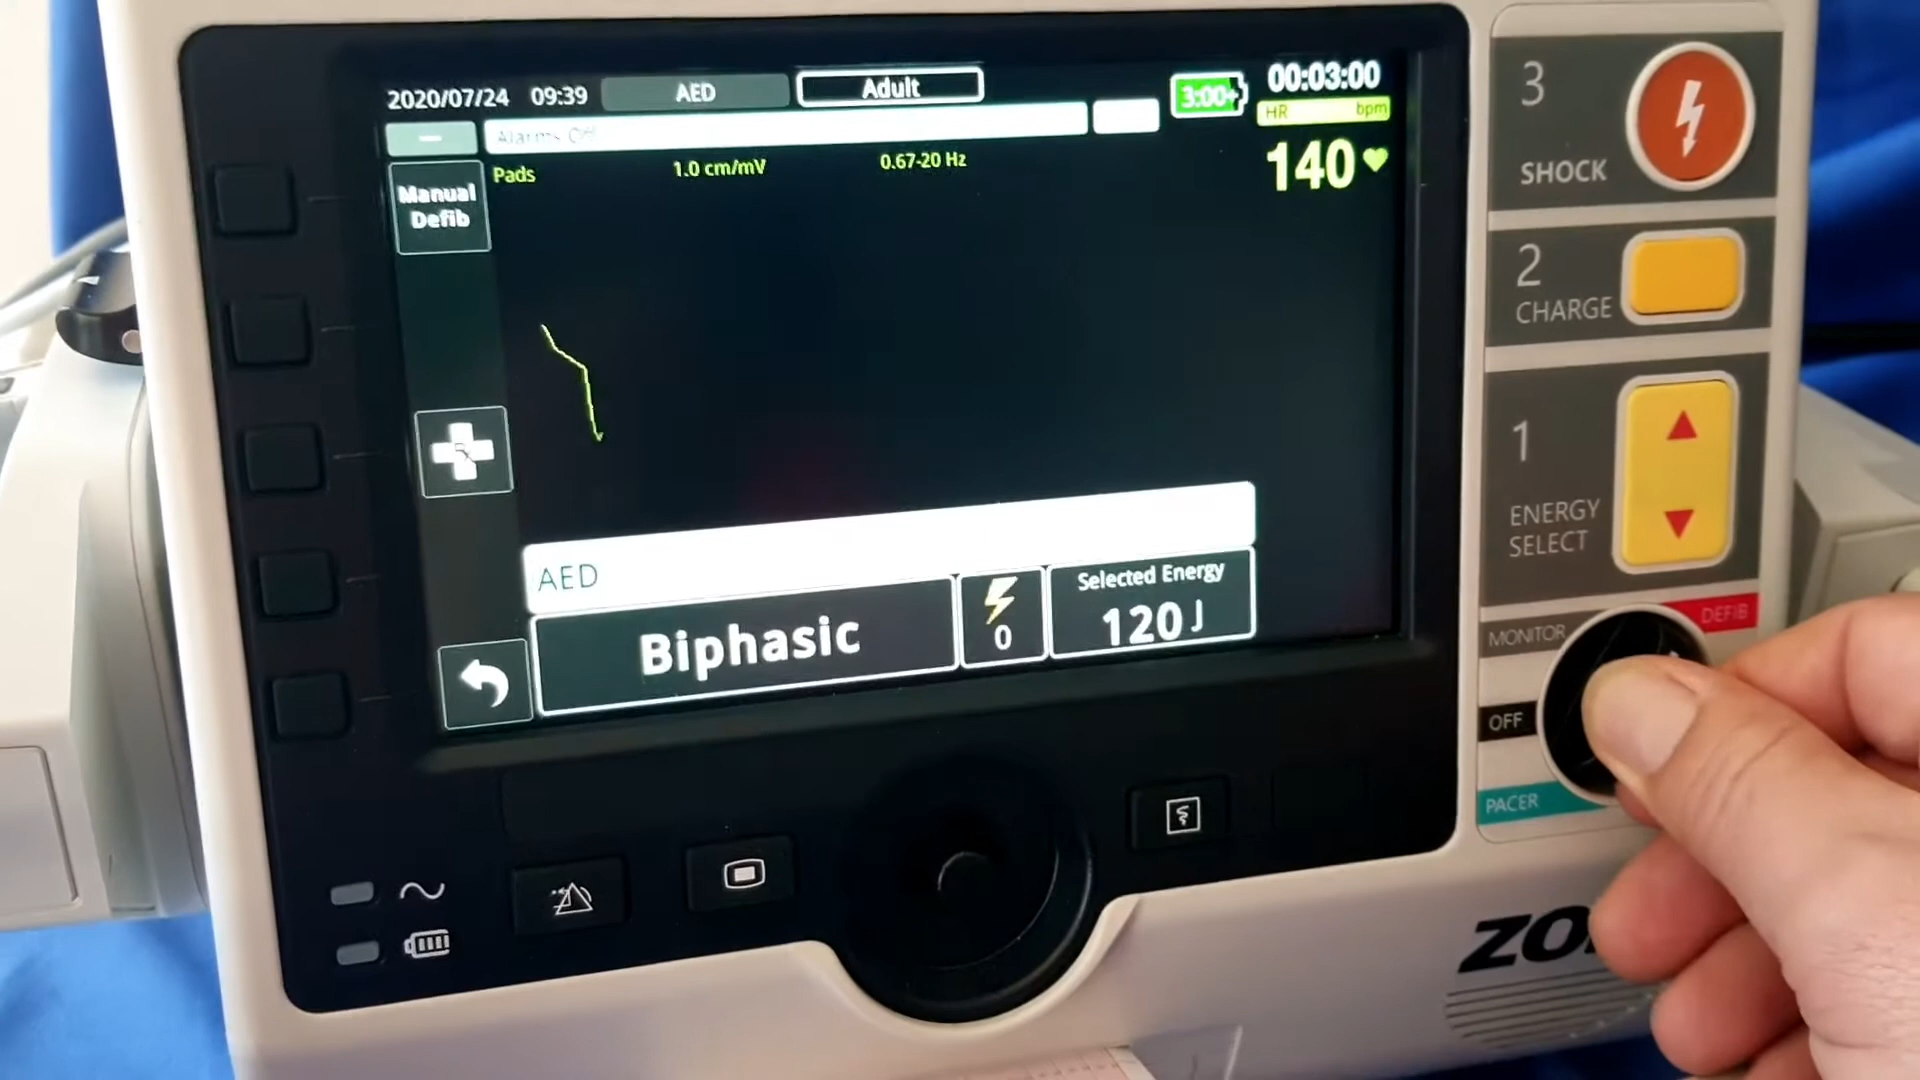 2020/07/24 09:39 AED Adult 3:00+ 00:03:00
HR bpm
Alarms Off
Pads 1.0 cm/mV 0.67-20 Hz 140
Manual
Defib
AED
Biphasic 0 Selected Energy
120 J
3
SHOCK
2
CHARGE
1
ENERGY
SELECT
MONITOR DEFIB
OFF
PACER